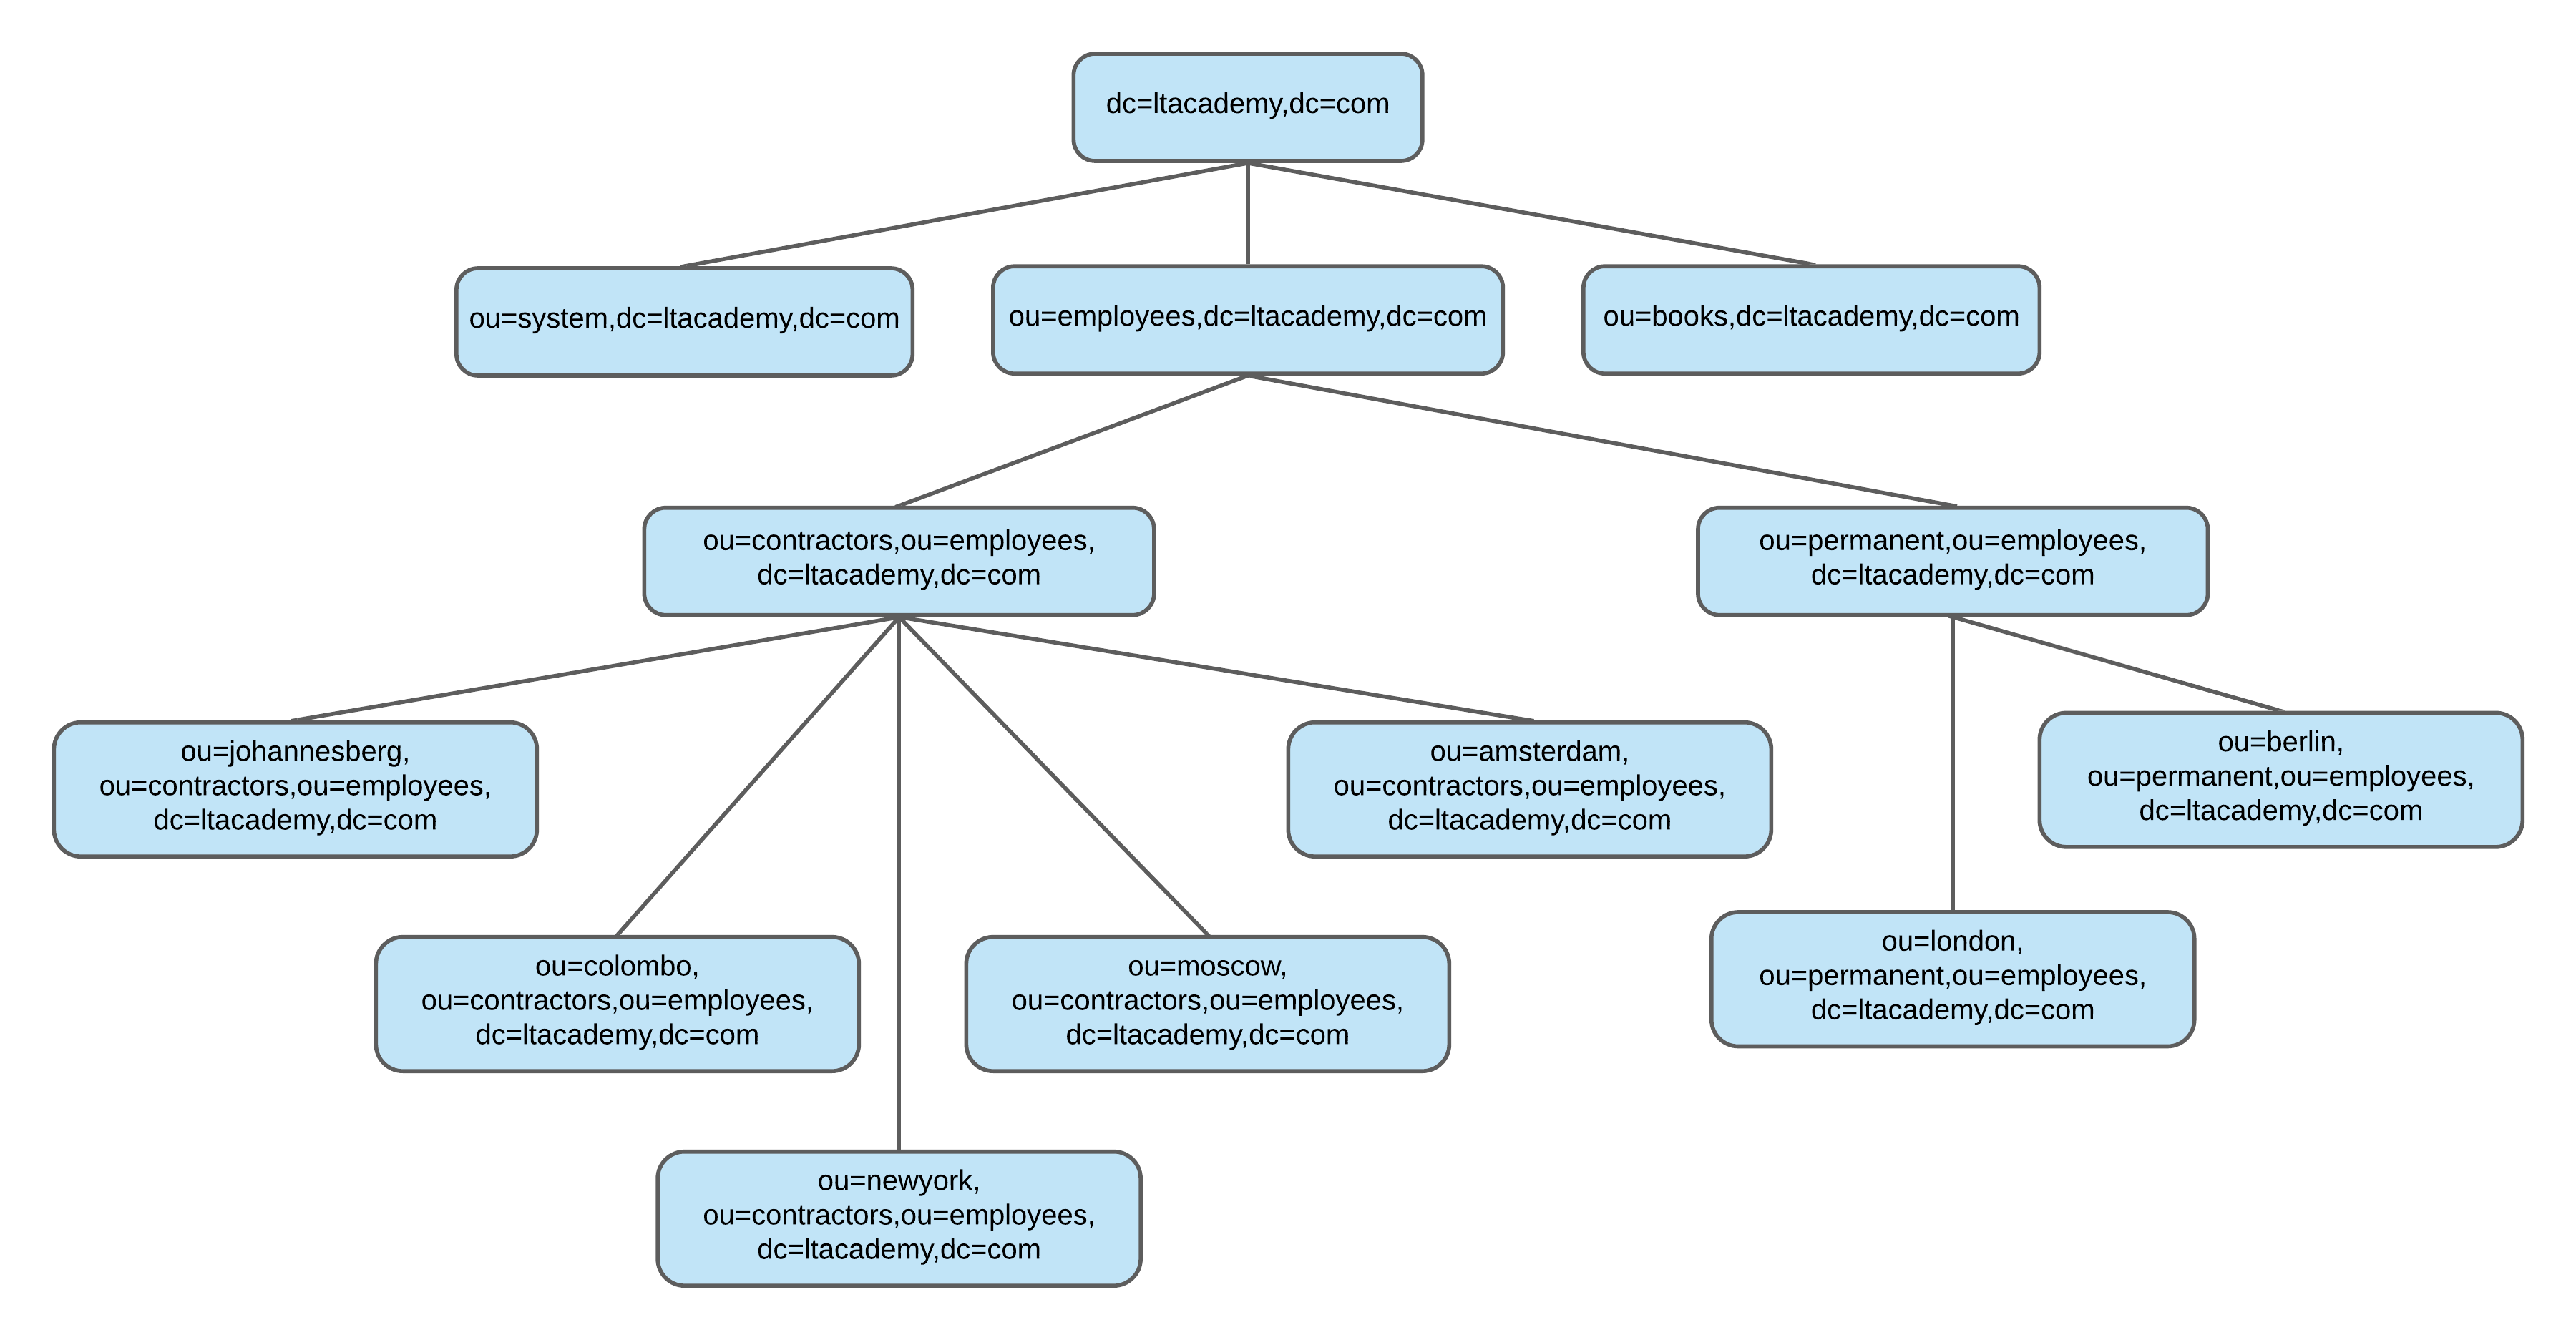 dc=ltacademy,dc=com
ou=system,dc=ltacademy,dc=com
ou=employees,dc=ltacademy,dc=com
ou=books,dc=ltacademy,dc=com
ou=contractors,ou=employees,
dc=ltacademy,dc=com
ou=permanent,ou=employees,
dc=ltacademy,dc=com
ou=johannesberg,
ou=contractors,ou=employees,
dc=ltacademy,dc=com
ou=amsterdam,
ou=contractors,ou=employees,
dc=ltacademy,dc=com
ou=berlin,
ou=permanent,ou=employees,
dc=ltacademy,dc=com
ou=colombo,
ou=contractors,ou=employees,
dc=ltacademy,dc=com
ou=moscow,
ou=contractors,ou=employees,
dc=ltacademy,dc=com
ou=london,
ou=permanent,ou=employees,
dc=ltacademy,dc=com
ou=newyork,
ou=contractors,ou=employees,
dc=ltacademy,dc=com